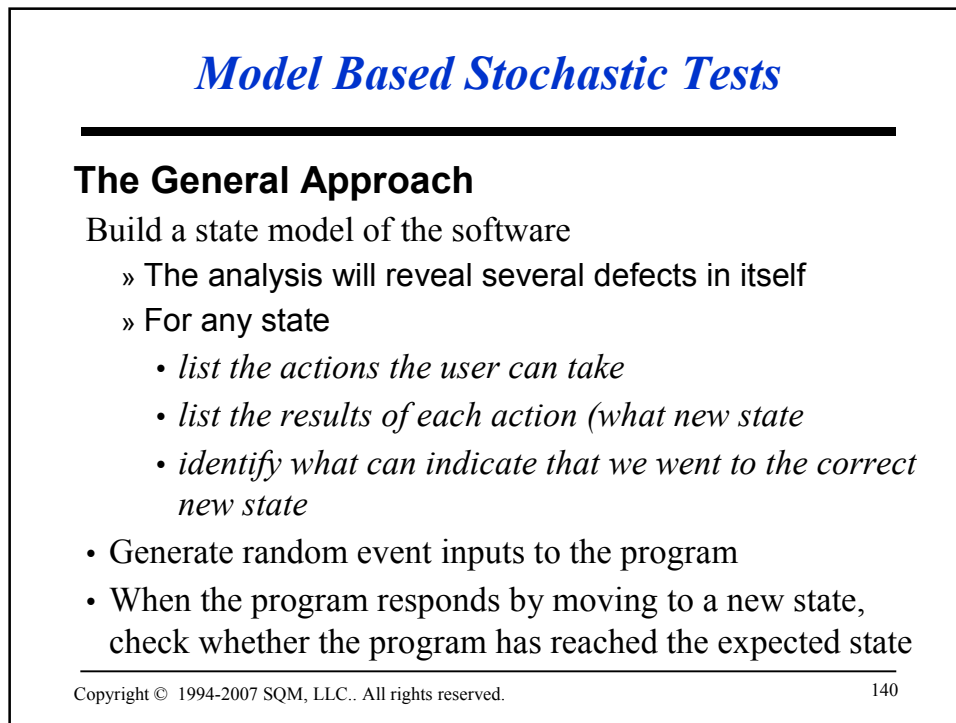 Model Based Stochastic Tests
The General Approach
Build a state model of the software
» The analysis will reveal several defects in itself
» For any state
• list the actions the user can take
• list the results of each action (what new state
• identify what can indicate that we went to the correct
new state
• Generate random event inputs to the program
• When the program responds by moving to a new state,
check whether the program has reached the expected state
Copyright © 1994-2007 SQM, LLC.. All rights reserved.
140